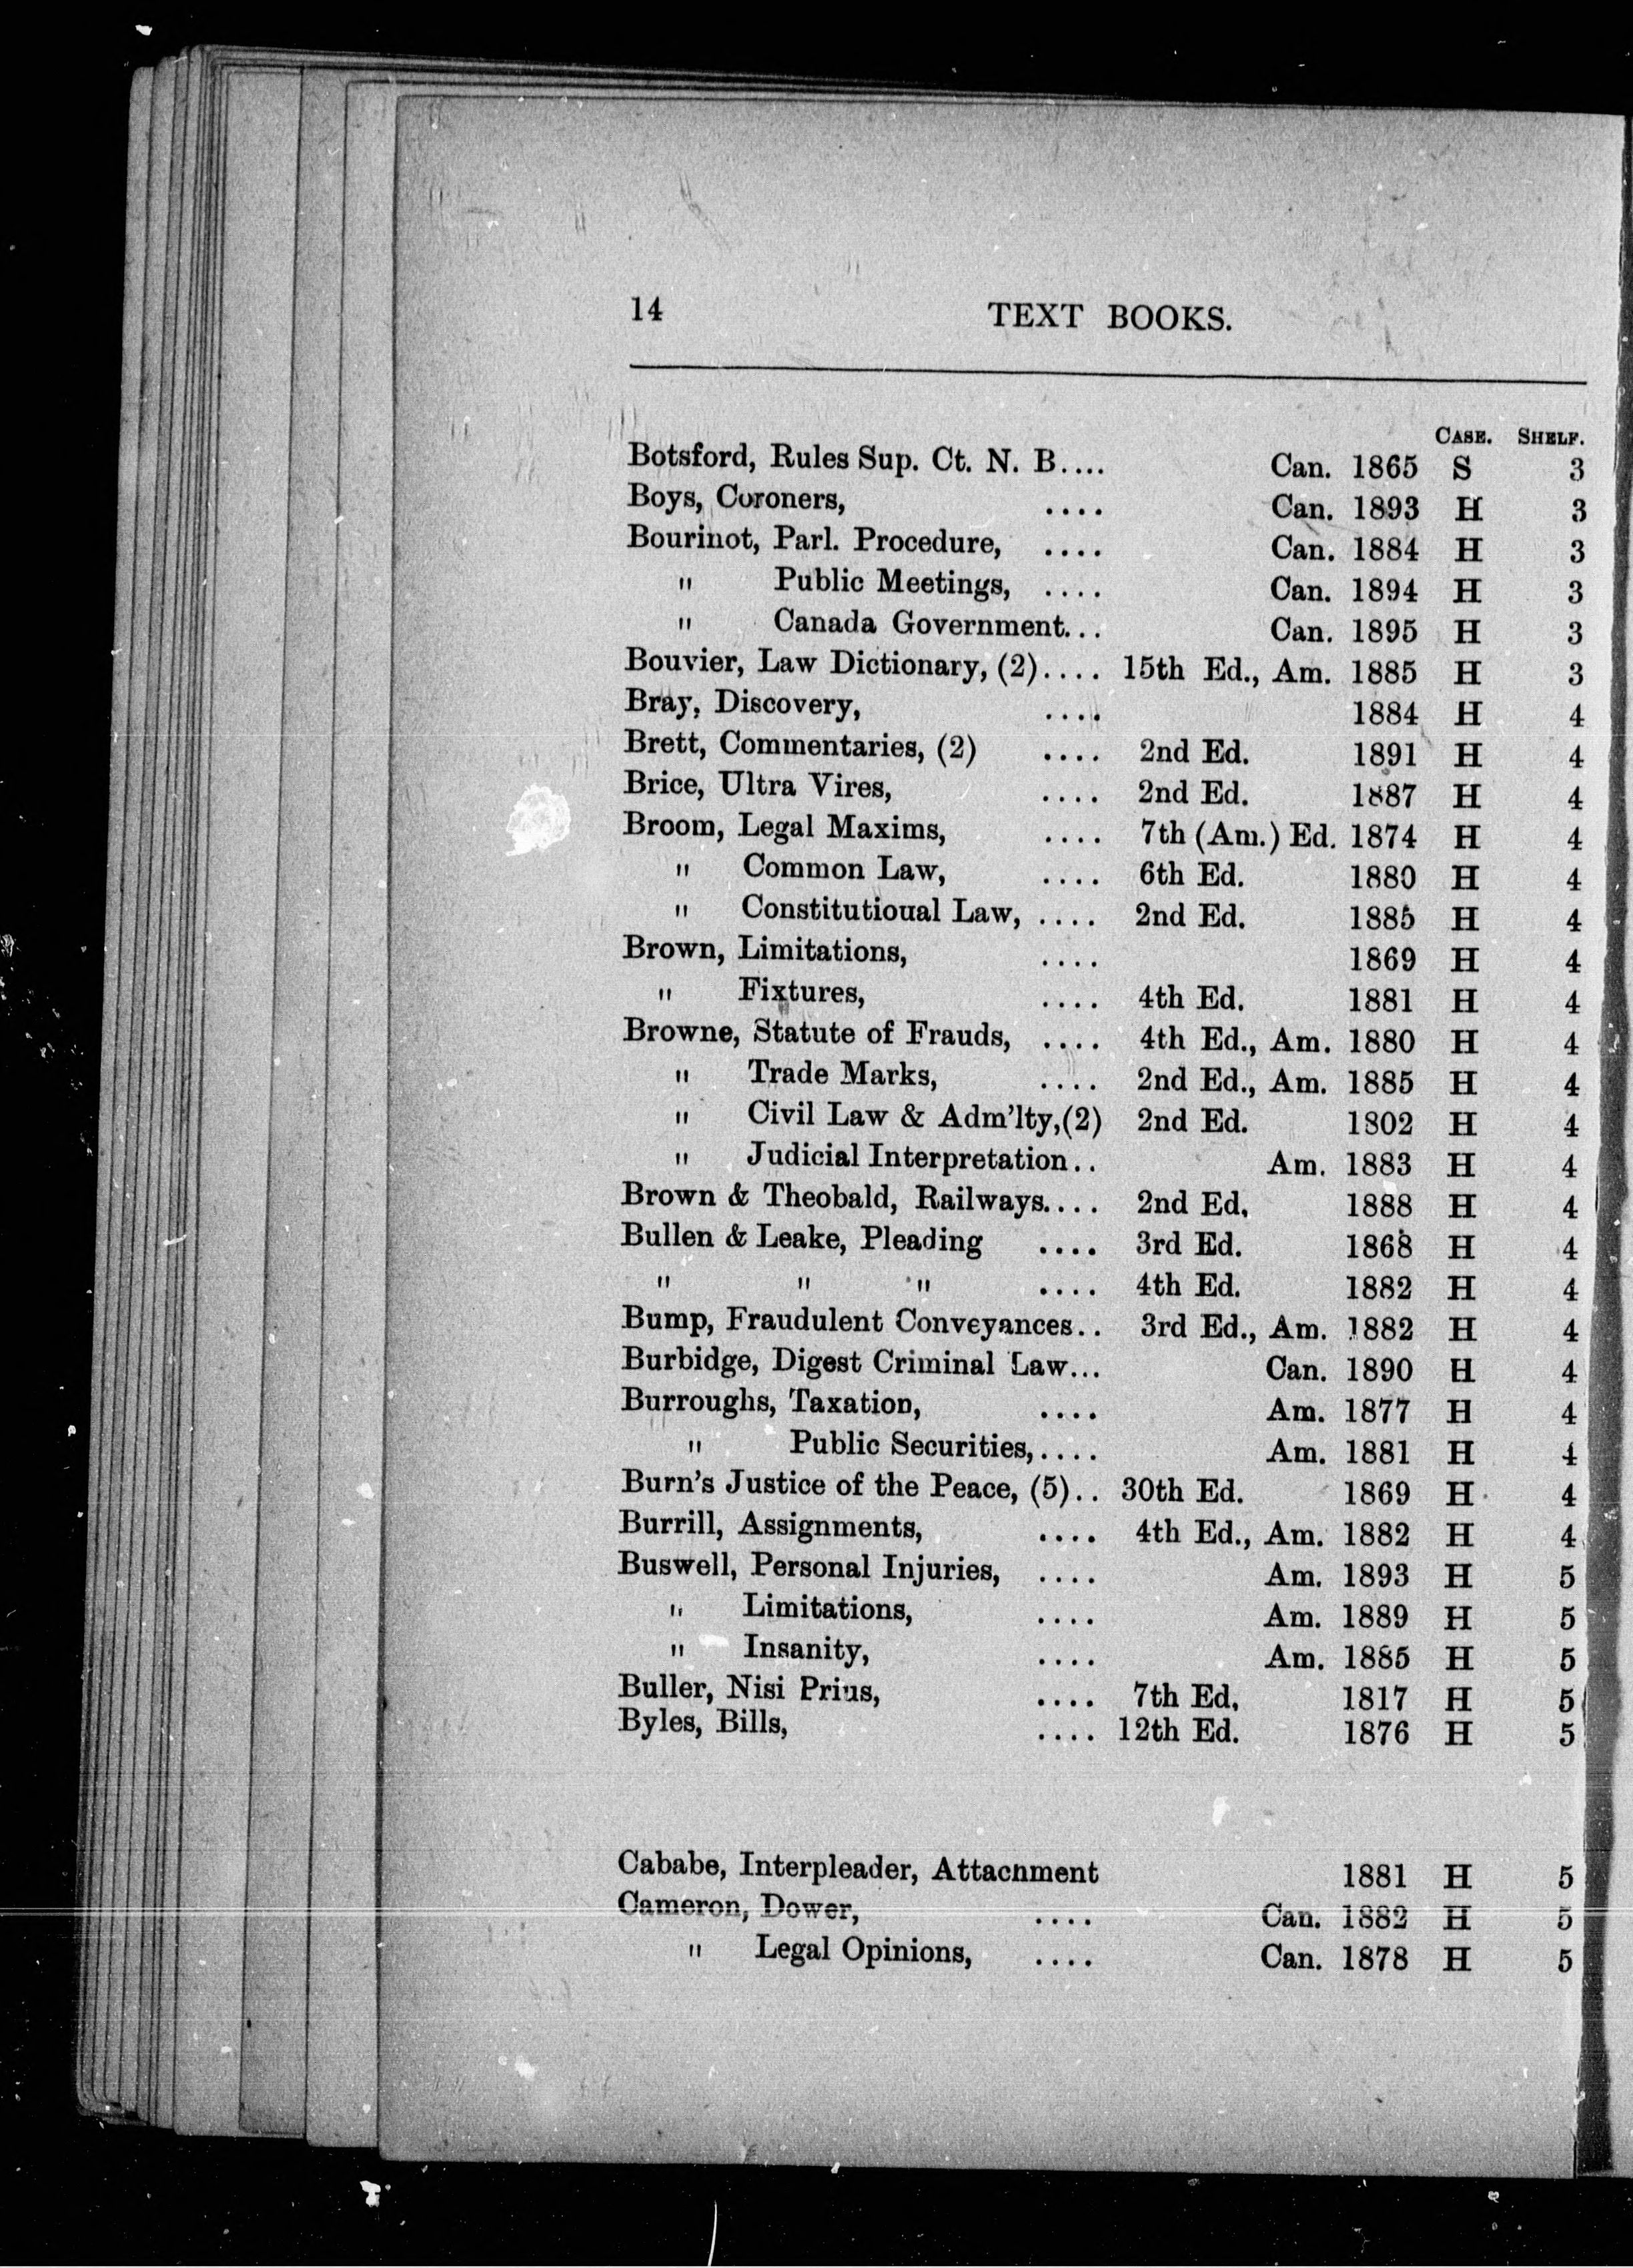 14 TEXT BOOKS.
CASE. SHELF.
Botsford, Rules Sup. Ct. N. B.... Can. 1865 S 3
Boys, Coroners, .... Can. 1893 H 3
Bourinot, Parl. Procedure, .... Can. 1884 H 3
" Public Meetings, .... Can. 1894 H 3
" Canada Government... Can. 1895 H 3
Bouvier, Law Dictionary, (2).... 15th Ed., Am. 1885 H 3
Bray, Discovery, .... 1884 H 4
Brett, Commentaries, (2) .... 2nd Ed. 1891 H 4
Brice, Ultra Vires, .... 2nd Ed. 1887 H 4
Broom, Legal Maxims, .... 7th (Am.) Ed. 1874 H 4
" Common Law, .... 6th Ed. 1880 H 4
" Constitutional Law, .... 2nd Ed. 1885 H 4
Brown, Limitations, .... 1869 H 4
" Fixtures, .... 4th Ed. 1881 H 4
Browne, Statute of Frauds, .... 4th Ed., Am. 1880 H 4
" Trade Marks, .... 2nd Ed., Am. 1885 H 4
" Civil Law & Adm'lty,(2) 2nd Ed. 1802 H 4
" Judicial Interpretation.. Am. 1883 H 4
Brown & Theobald, Railways.... 2nd Ed. 1888 H 4
Bullen & Leake, Pleading .... 3rd Ed. 1868 H 4
" " " .... 4th Ed. 1882 H 4
Bump, Fraudulent Conveyances.. 3rd Ed., Am. 1882 H 4
Burbidge, Digest Criminal Law... Can. 1890 H 4
Burroughs, Taxation, .... Am. 1877 H 4
" Public Securities,.... Am. 1881 H 4
Burn's Justice of the Peace, (5).. 30th Ed. 1869 H 4
Burrill, Assignments, .... 4th Ed., Am. 1882 H 4
Buswell, Personal Injuries, .... Am. 1893 H 5
" Limitations, .... Am. 1889 H 5
" Insanity, .... Am. 1885 H 5
Buller, Nisi Prius, .... 7th Ed. 1817 H 5
Byles, Bills, .... 12th Ed. 1876 H 5
Cababe, Interpleader, Attachment 1881 H 5
Cameron, Dower, .... Can. 1882 H 5
" Legal Opinions, .... Can. 1878 H 5